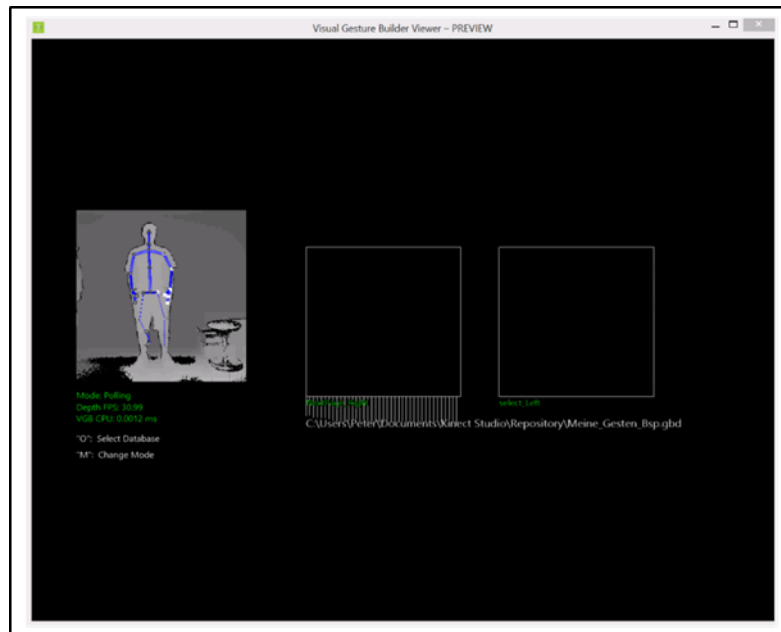 Visual Gesture Builder Viewer – PREVIEW
Mode: Polling
Depth FPS: 30.99
VGB CPU: 0.0012 ms
"O": Select Database
"M": Change Mode
select_Left
C:\Users\Peter\Documents\Kinect Studio\Repository\Meine_Gesten_Bsp.gbd